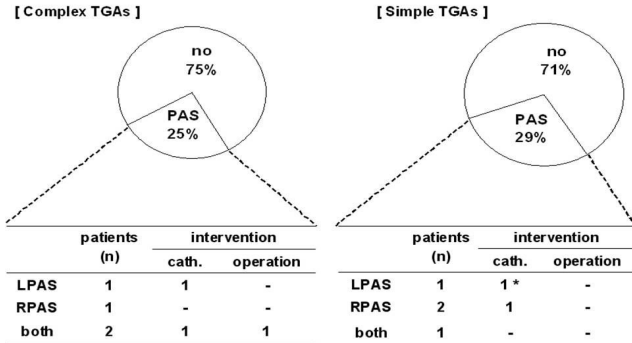 [ Complex TGAs ]
no
75%
PAS
25%
patients (n) intervention
cath. operation
LPAS 1 1 -
RPAS 1 - -
both 2 1 1
[ Simple TGAs ]
no
71%
PAS
29%
patients (n) intervention
cath. operation
LPAS 1 1 * -
RPAS 2 1 -
both 1 - -